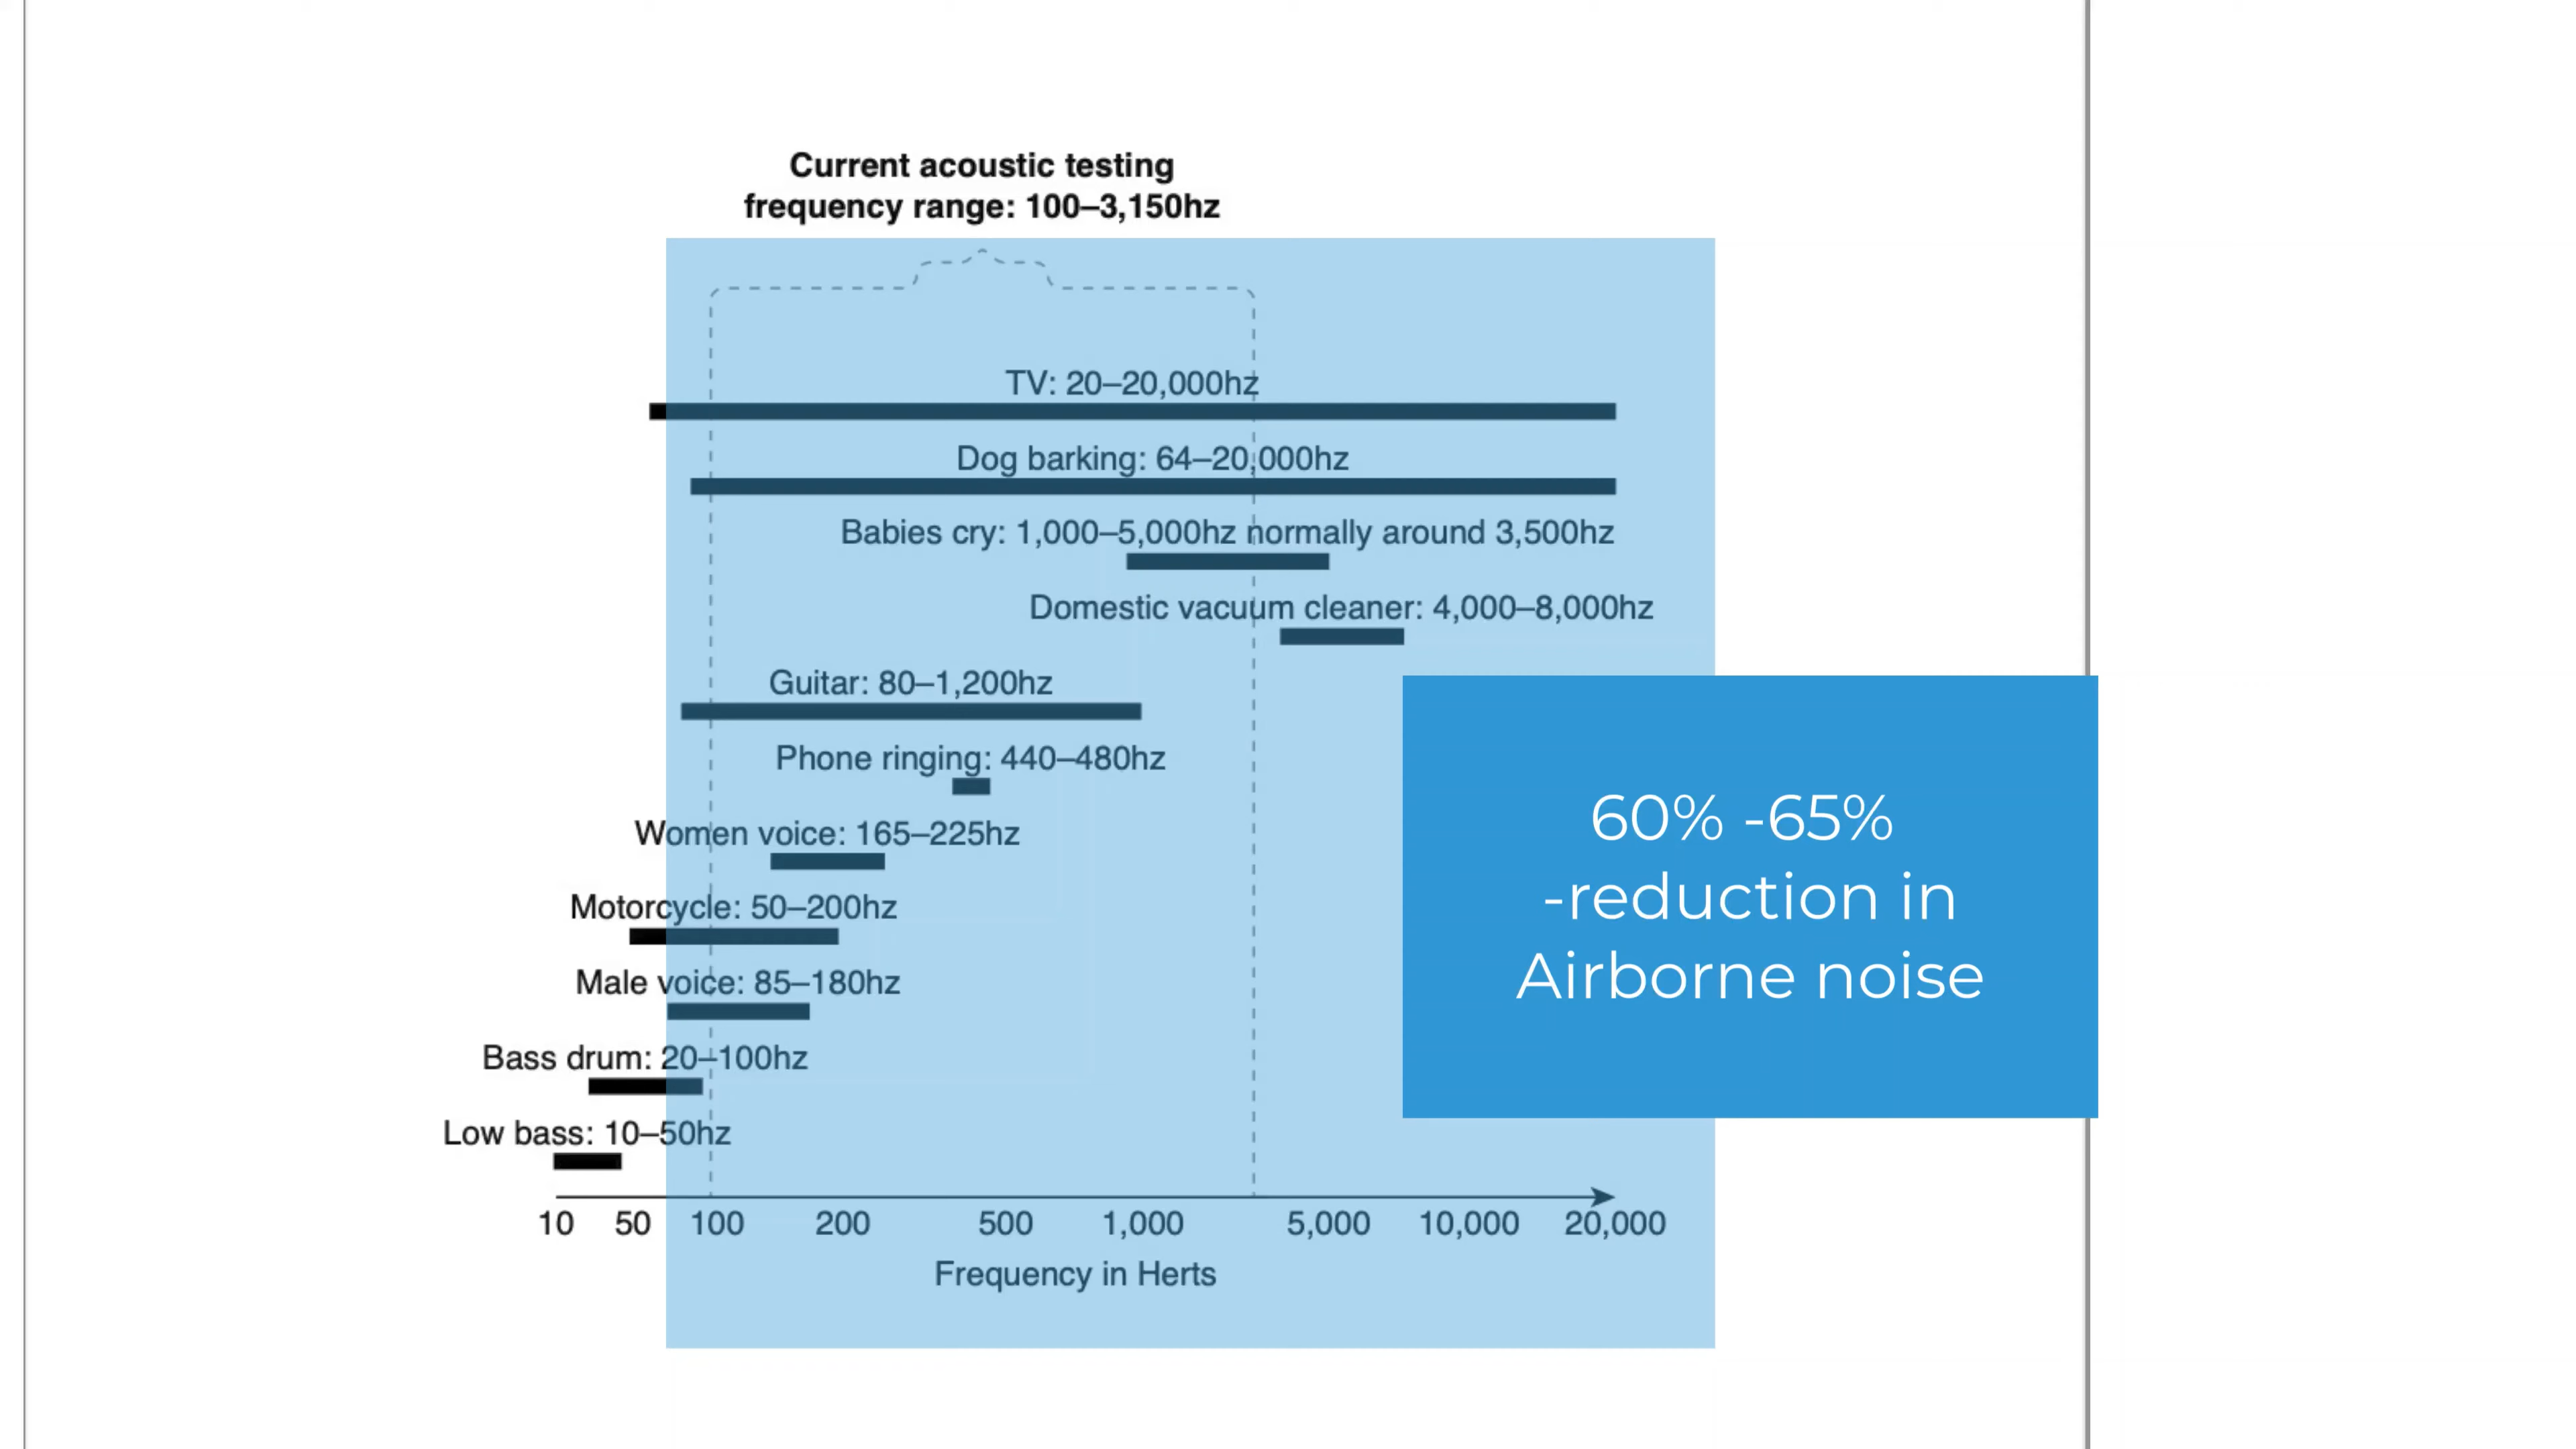 Current acoustic testing
frequency range: 100–3,150hz
TV: 20–20,000hz
Dog barking: 64–20,000hz
Babies cry: 1,000–5,000hz normally around 3,500hz
Domestic vacuum cleaner: 4,000–8,000hz
Guitar: 80–1,200hz
Phone ringing: 440–480hz
Women voice: 165–225hz
Motorcycle: 50–200hz
Male voice: 85–180hz
Bass drum: 20–100hz
Low bass: 10–50hz
10 50 100 200 500 1,000 5,000 10,000 20,000
Frequency in Herts
60% -65%
-reduction in
Airborne noise